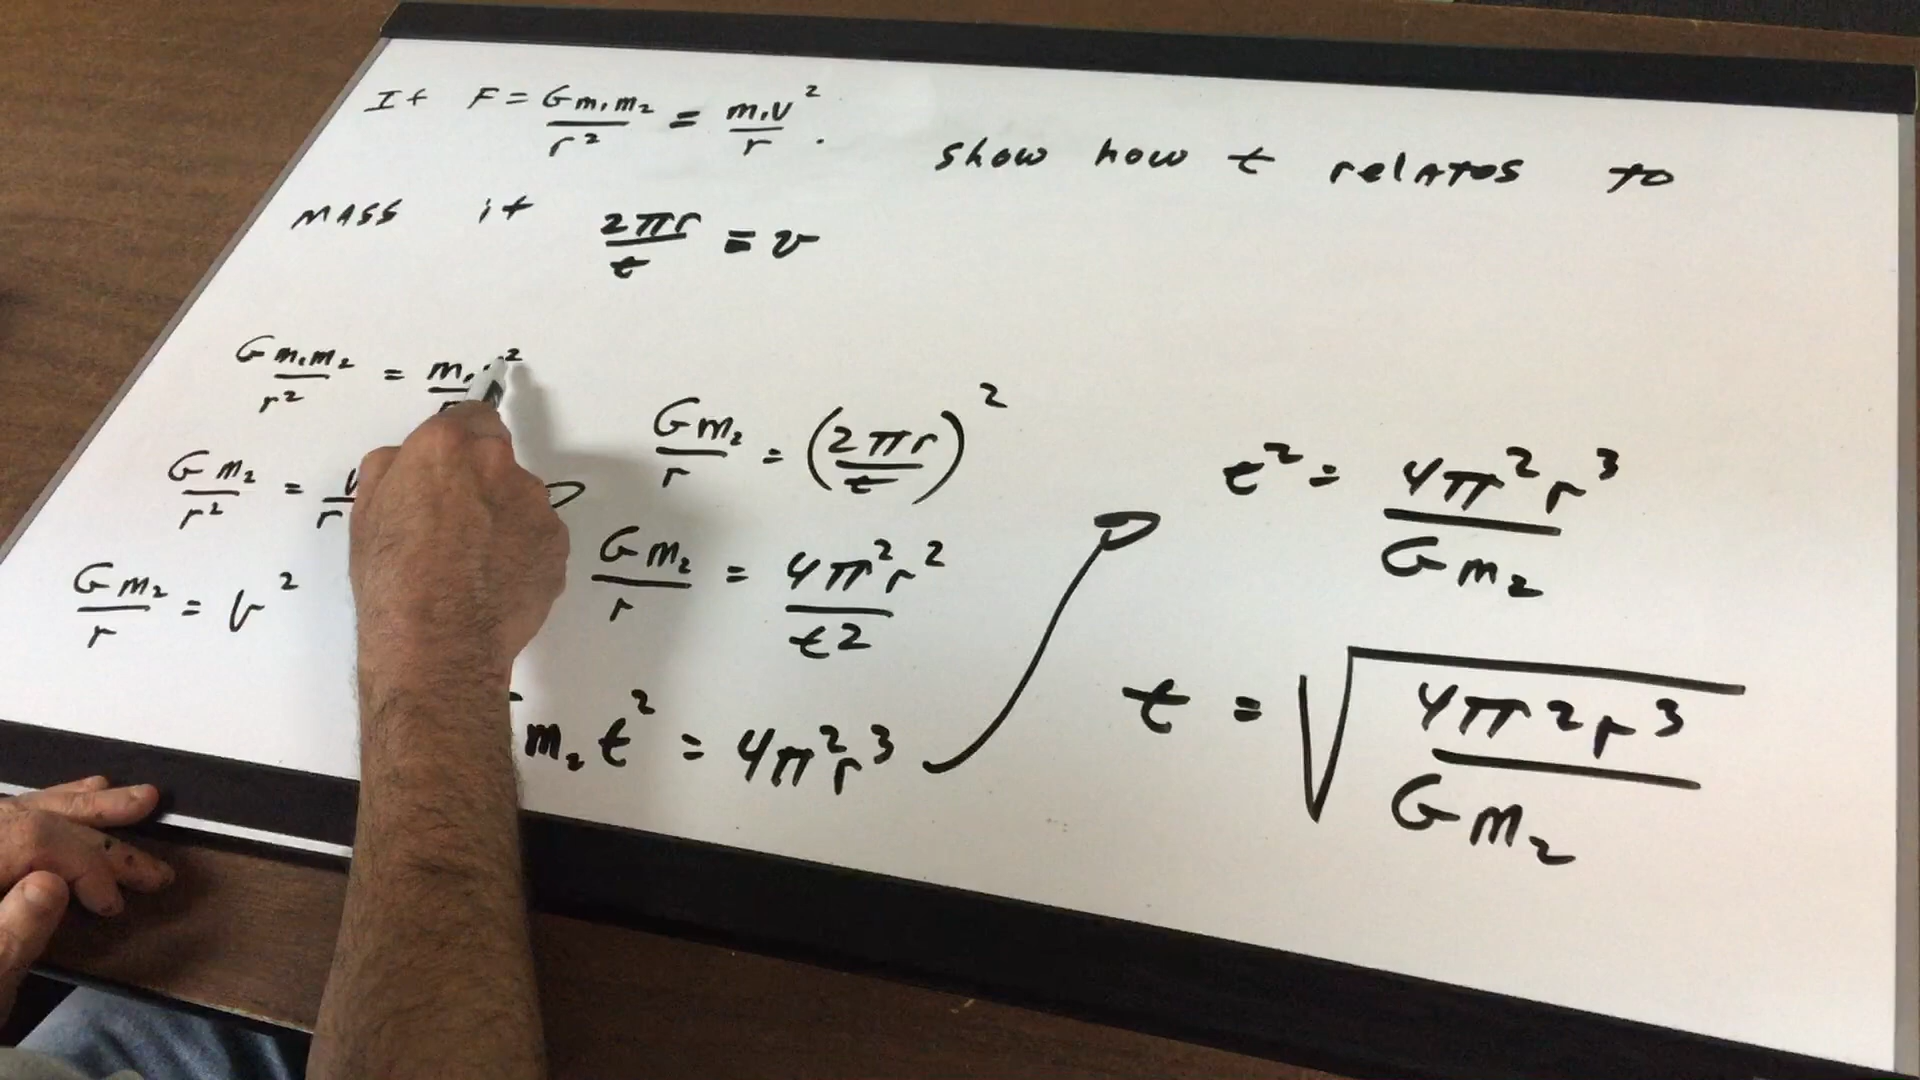 If F = Gm₁m₂/r² = m₁v²/r . show how t relates to
MASS if 2πr/t = v
Gm₁m₂/r² = m₁ ²/r
Gm₂/r² =
Gm₂/r = v²
Gm₂/r = (2πr/t)²
Gm₂/r = 4π²r²/t2
m₂t² = 4π²r³
t² = 4π²r³/Gm₂
t = √(4π2r³/Gm₂)